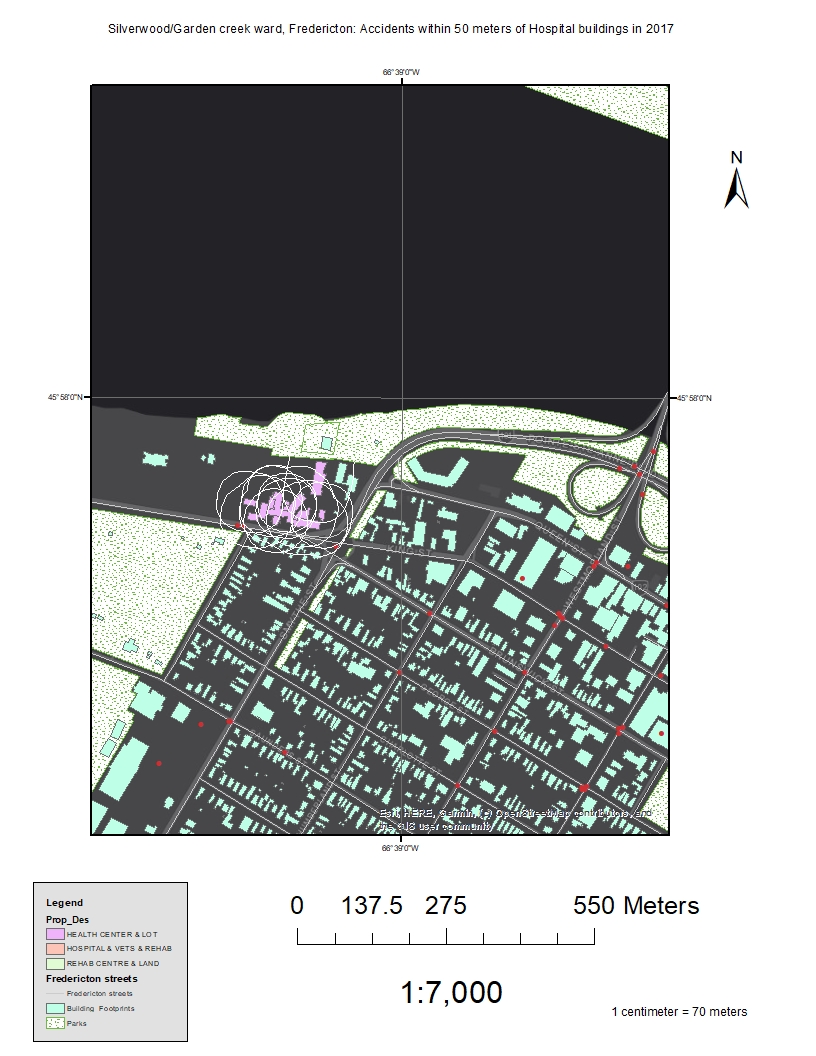 Silverwood/Garden creek ward, Fredericton: Accidents within 50 meters of Hospital buildings in 2017
66°39'0"W
N
45°58'0"N
45°58'0"N
Esri, HERE, Garmin, (c) OpenStreetMap contributors, and
the GIS user community
66°39'0"W
Legend
Prop_Des
HEALTH CENTER & LOT
HOSPITAL & VETS & REHAB
REHAB CENTRE & LAND
Fredericton streets
Fredericton streets
Building Footprints
Parks
0 137.5 275 550 Meters
1:7,000
1 centimeter = 70 meters